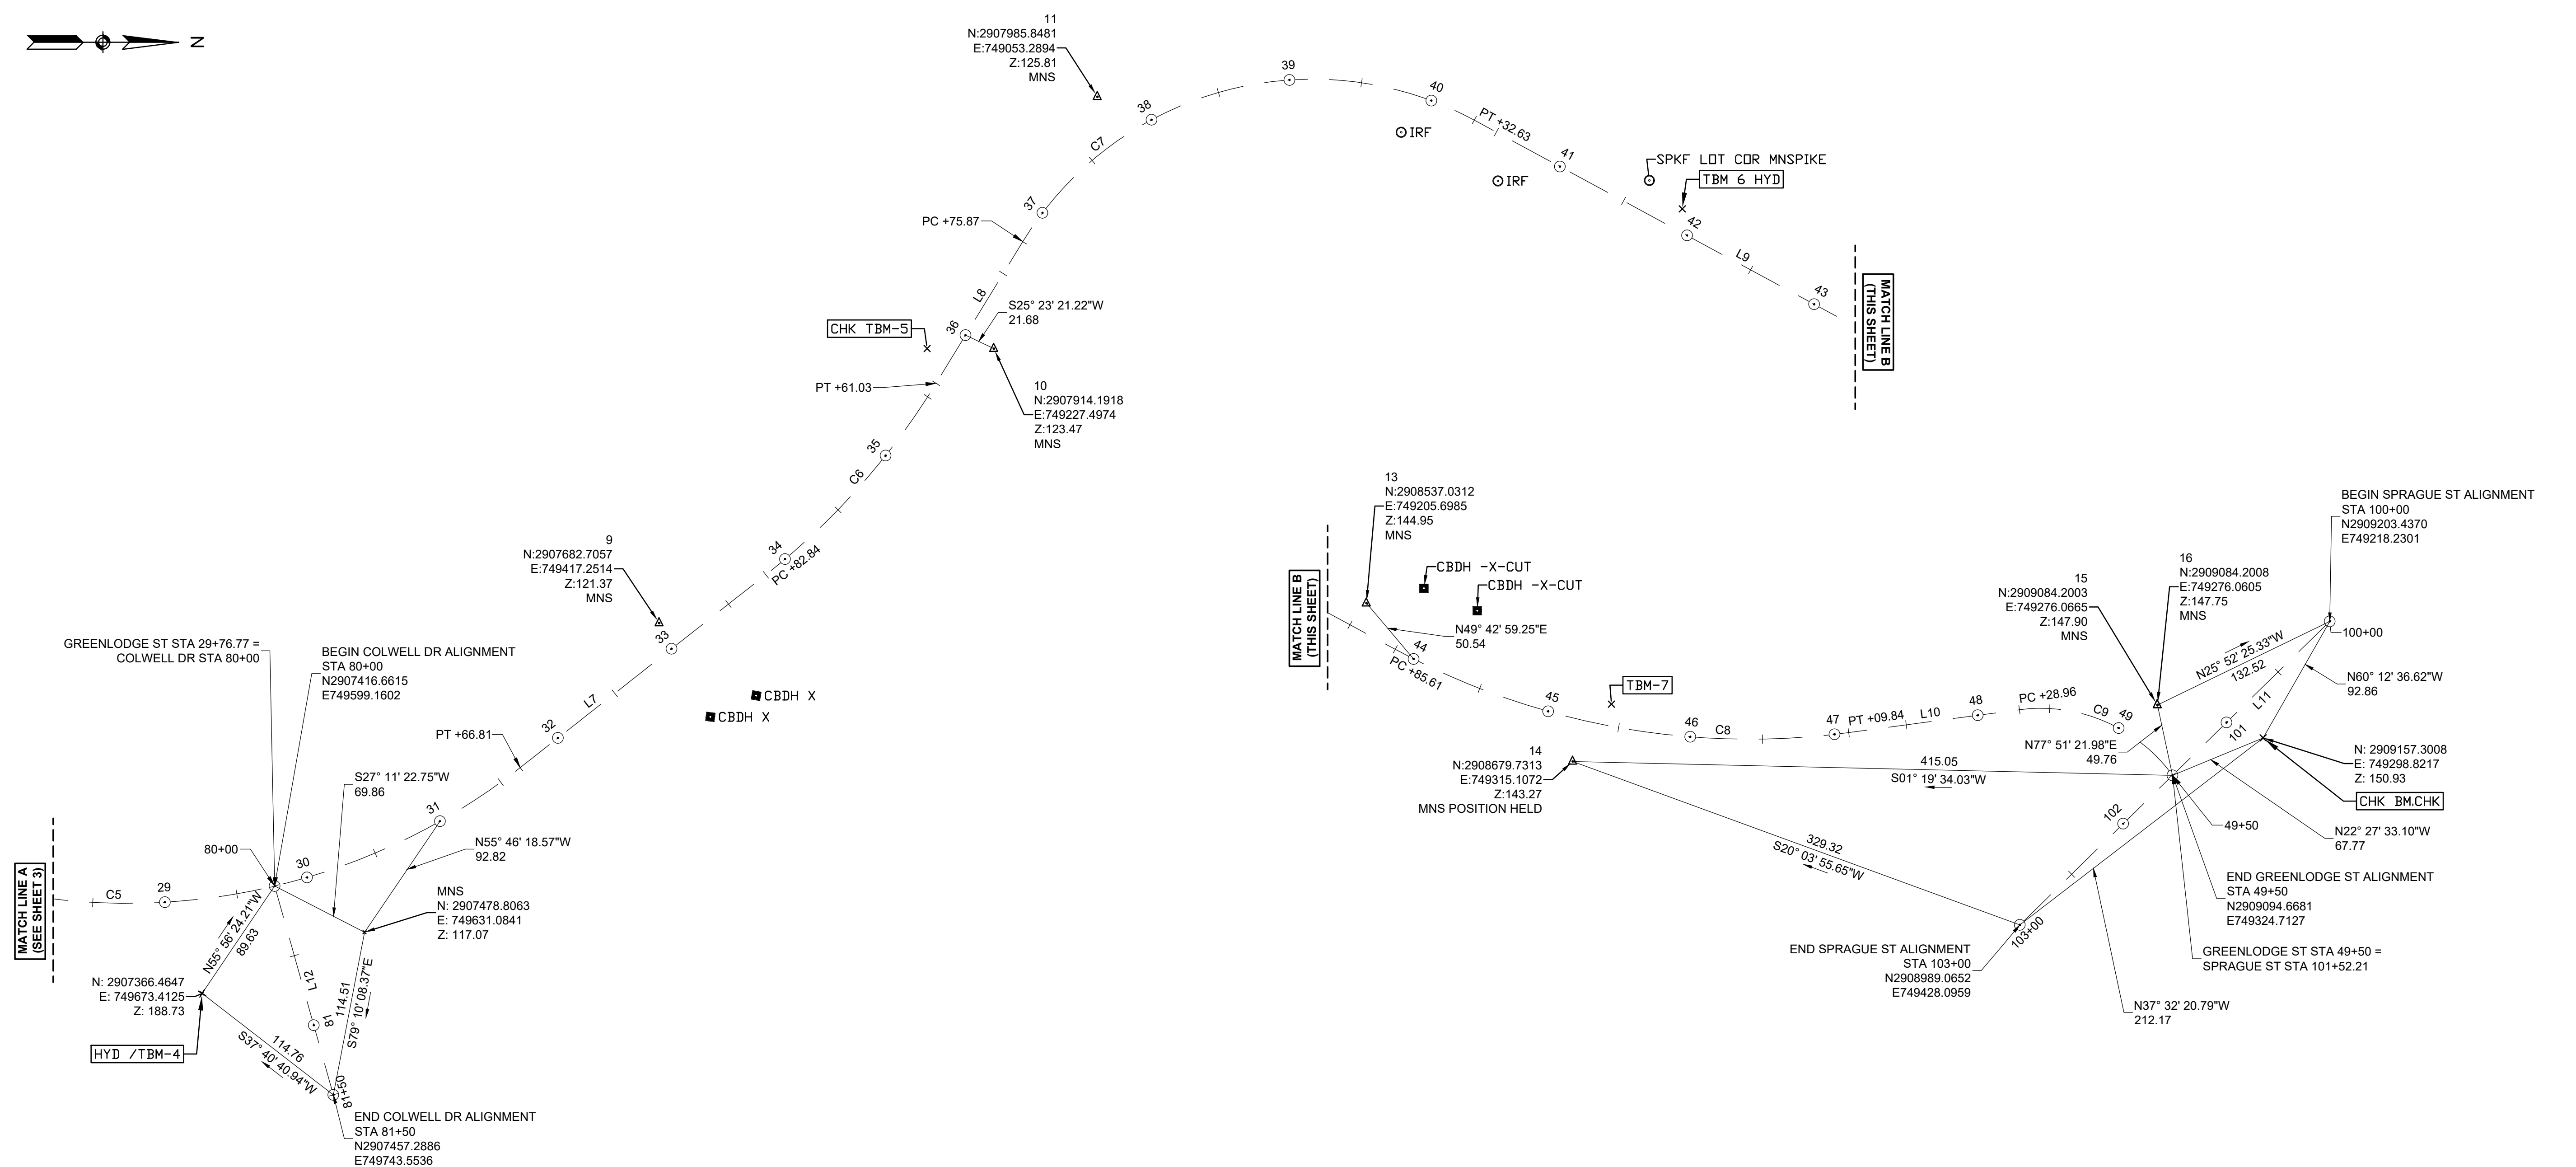 N
11
N:2907985.8481
E:749053.2894
Z:125.81
MNS
39
40
38
C7
PT +32.63
IRF
IRF
41
SPKF LOT COR MNSPIKE
TBM 6 HYD
42
L9
43
MATCH LINE B
(THIS SHEET)
37
PC +75.87
L8
S25° 23' 21.22"W
21.68
CHK TBM-5
36
PT +61.03
10
N:2907914.1918
E:749227.4974
Z:123.47
MNS
35
C6
34
PC +82.84
9
N:2907682.7057
E:749417.2514
Z:121.37
MNS
33
CBDH X
CBDH X
GREENLODGE ST STA 29+76.77 =
COLWELL DR STA 80+00
BEGIN COLWELL DR ALIGNMENT
STA 80+00
N2907416.6615
E749599.1602
L7
32
PT +66.81
S27° 11' 22.75"W
69.86
31
N55° 46' 18.57"W
92.82
80+00
30
MATCH LINE A
(SEE SHEET 3)
C5
29
MNS
N: 2907478.8063
E: 749631.0841
Z: 117.07
N55° 56' 24.21"W
89.63
N: 2907366.4647
E: 749673.4125
Z: 188.73
HYD /TBM-4
L12
81
114.51
S79° 10' 08.37"E
114.76
S37° 40' 40.94"W
81+50
END COLWELL DR ALIGNMENT
STA 81+50
N2907457.2886
E749743.5536
13
N:2908537.0312
E:749205.6985
Z:144.95
MNS
CBDH -X-CUT
CBDH -X-CUT
MATCH LINE B
(THIS SHEET)
N49° 42' 59.25"E
50.54
44
PC +85.61
TBM-7
45
46
C8
47
PT +09.84
L10
48
PC +28.96
C9
49
14
N:2908679.7313
E:749315.1072
Z:143.27
MNS POSITION HELD
415.05
S01° 19' 34.03"W
329.32
S20° 03' 55.65"W
15
N:2909084.2003
E:749276.0665
Z:147.90
MNS
16
N:2909084.2008
E:749276.0605
Z:147.75
MNS
BEGIN SPRAGUE ST ALIGNMENT
STA 100+00
N2909203.4370
E749218.2301
100+00
N25° 52' 25.33"W
132.52
L11
N60° 12' 36.62"W
92.86
101
N77° 51' 21.98"E
49.76
N: 2909157.3008
E: 749298.8217
Z: 150.93
CHK BM.CHK
N22° 27' 33.10"W
67.77
49+50
102
END GREENLODGE ST ALIGNMENT
STA 49+50
N2909094.6681
E749324.7127
GREENLODGE ST STA 49+50 =
SPRAGUE ST STA 101+52.21
103+00
END SPRAGUE ST ALIGNMENT
STA 103+00
N2908989.0652
E749428.0959
N37° 32' 20.79"W
212.17